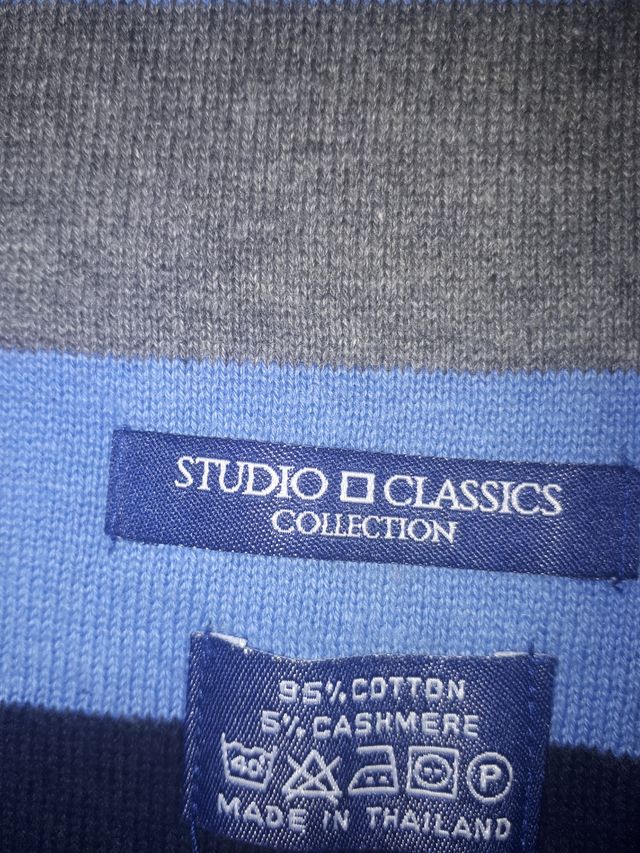 STUDIO CLASSICS
COLLECTION
95% COTTON
5% CASHMERE
40 P
MADE IN THAILAND